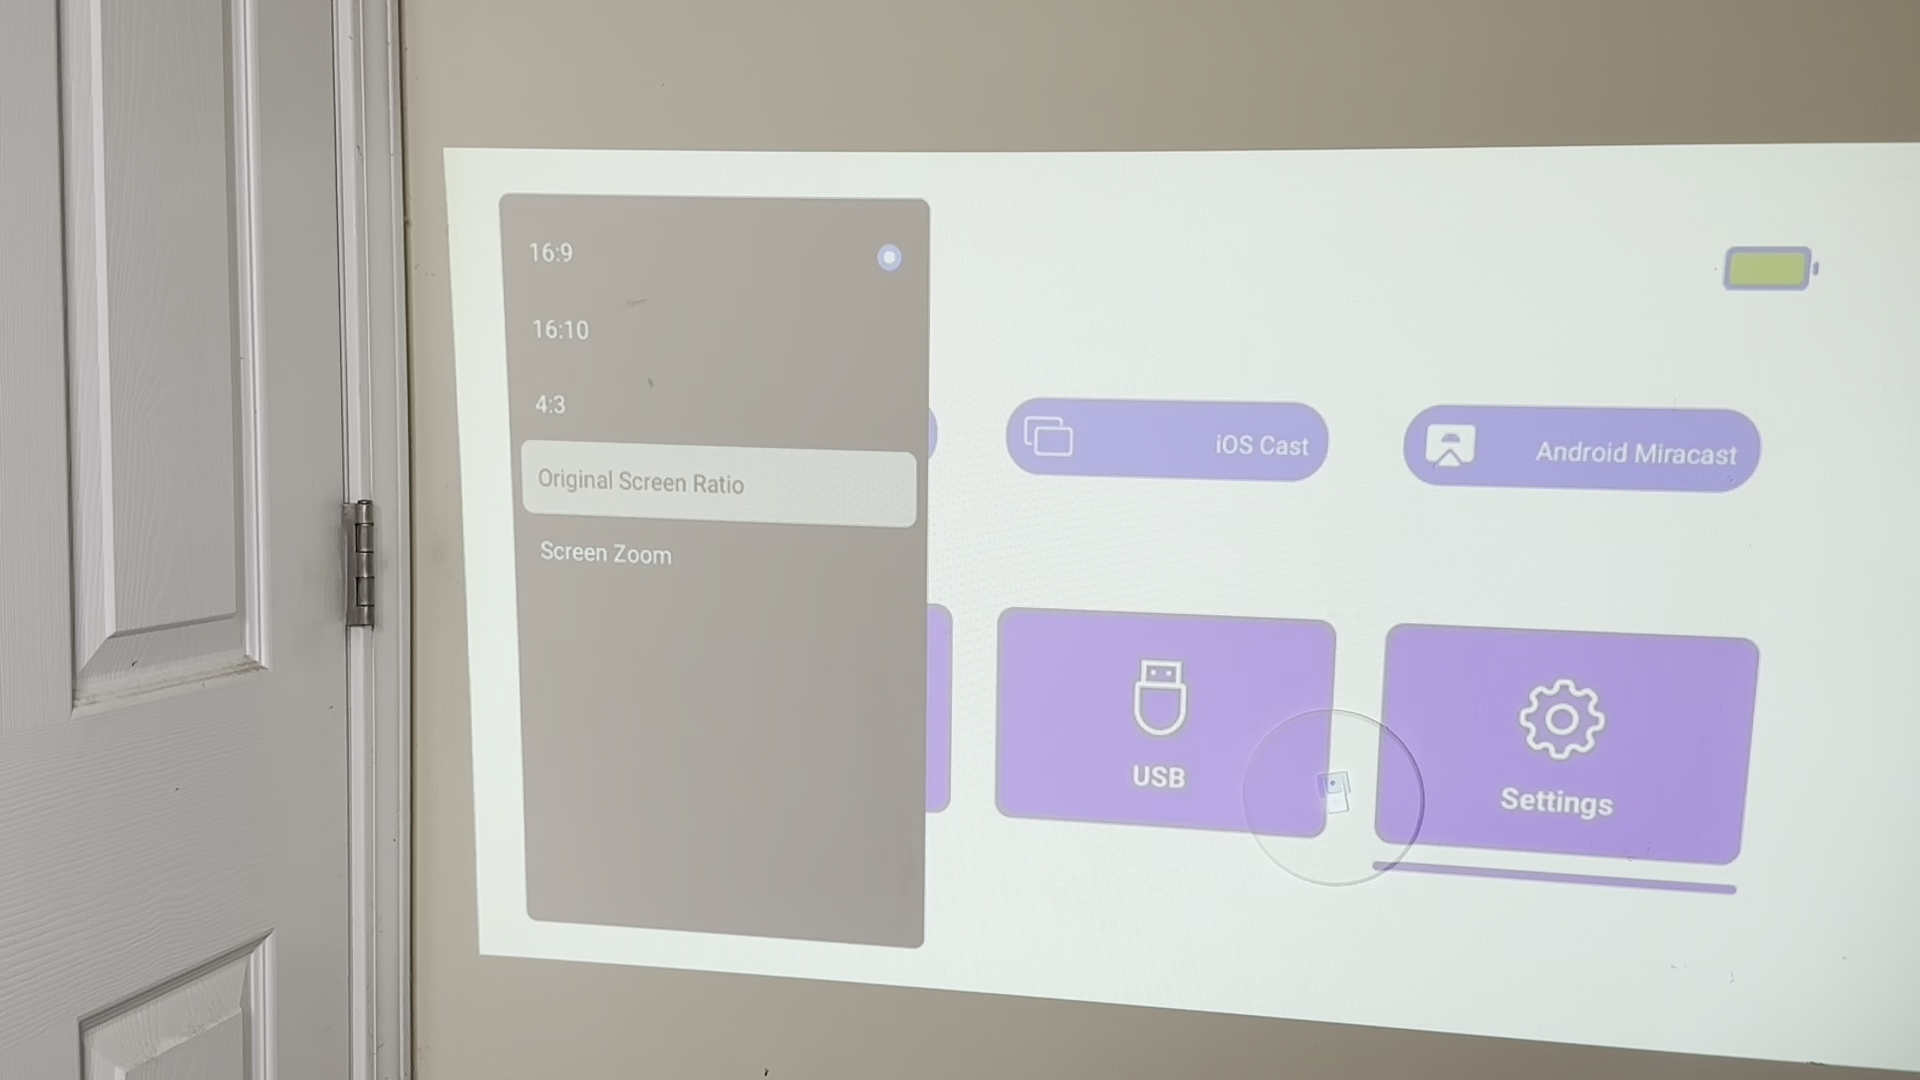 16:9
16:10
4:3
Original Screen Ratio
Screen Zoom
iOS Cast
Android Miracast
USB
Settings